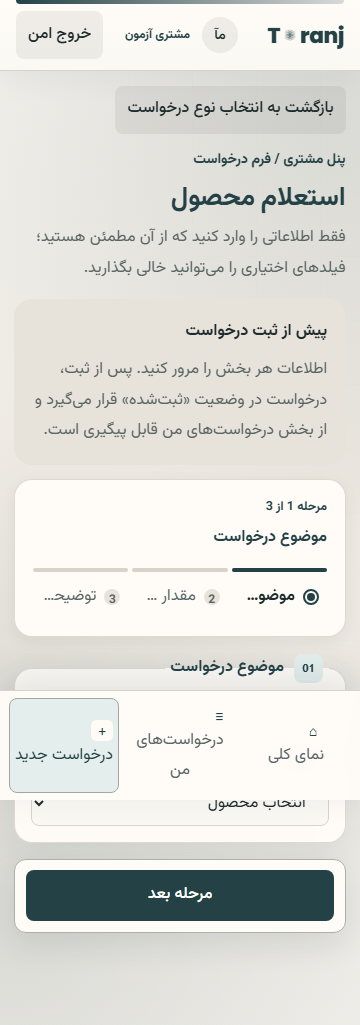 T ranj
مآ
مشتری آزمون
خروج امن
بازگشت به انتخاب نوع درخواست
پنل مشتری / فرم درخواست
استعلام محصول
فقط اطلاعاتی را وارد کنید که از آن مطمئن هستید؛
فیلدهای اختیاری را می‌توانید خالی بگذارید.
پیش از ثبت درخواست
اطلاعات هر بخش را مرور کنید. پس از ثبت،
درخواست در وضعیت «ثبت‌شده» قرار می‌گیرد و
از بخش درخواست‌های من قابل پیگیری است.
مرحله 1 از 3
موضوع درخواست
موضو...
2 مقدار ...
3 توضیحـ...
01 موضوع درخواست
نمای کلی
درخواست‌های
من
+
درخواست جدید
انتخاب محصول
مرحله بعد